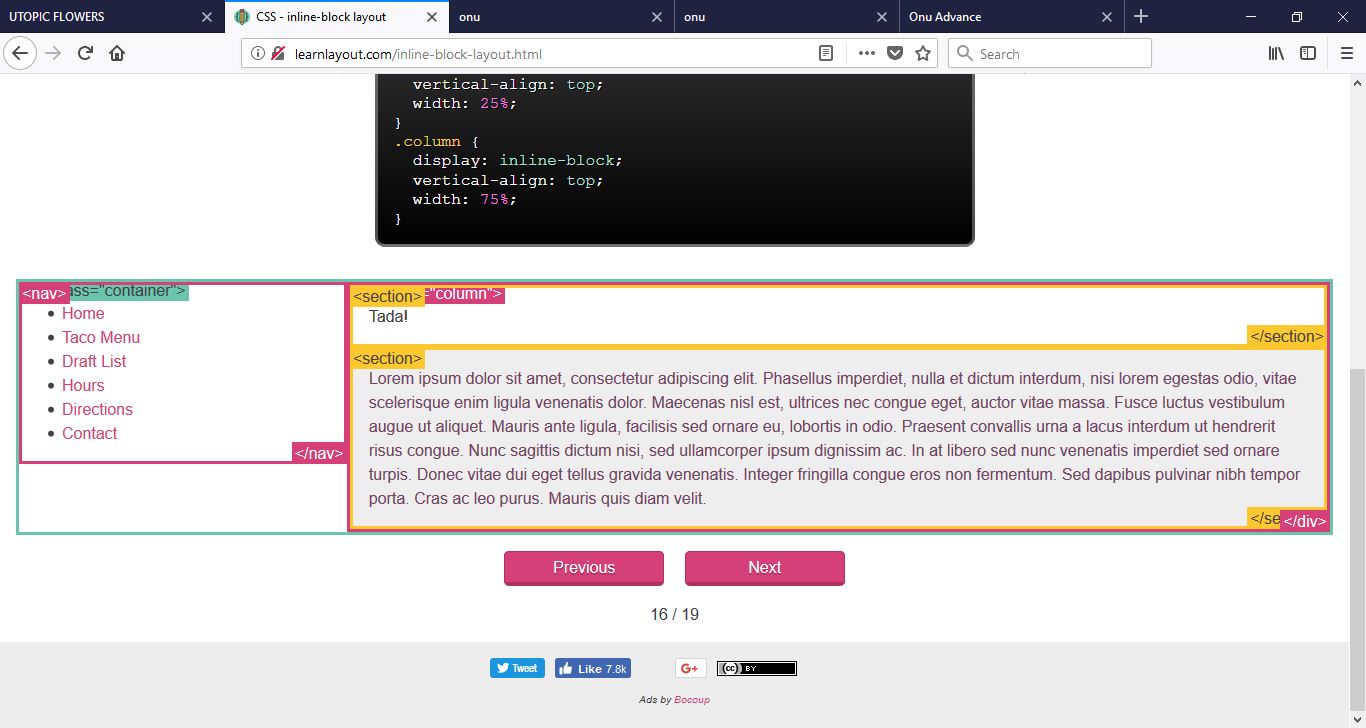 UTOPIC FLOWERS
CSS - inline-block layout
onu
onu
Onu Advance
learnlayout.com/inline-block-layout.html
Search
vertical-align: top;
width: 25%;
}
.column {
display: inline-block;
vertical-align: top;
width: 75%;
}
<nav>
ass="container">
Home
Taco Menu
Draft List
Hours
Directions
Contact
</nav>
<section>
="column">
Tada!
</section>
<section>
Lorem ipsum dolor sit amet, consectetur adipiscing elit. Phasellus imperdiet, nulla et dictum interdum, nisi lorem egestas odio, vitae
scelerisque enim ligula venenatis dolor. Maecenas nisl est, ultrices nec congue eget, auctor vitae massa. Fusce luctus vestibulum
augue ut aliquet. Mauris ante ligula, facilisis sed ornare eu, lobortis in odio. Praesent convallis urna a lacus interdum ut hendrerit
risus congue. Nunc sagittis dictum nisi, sed ullamcorper ipsum dignissim ac. In at libero sed nunc venenatis imperdiet sed ornare
turpis. Donec vitae dui eget tellus gravida venenatis. Integer fringilla congue eros non fermentum. Sed dapibus pulvinar nibh tempor
porta. Cras ac leo purus. Mauris quis diam velit.
</se
</div>
Previous
Next
16 / 19
Tweet
Like 7.8k
G+
cc BY
Ads by Bocoup